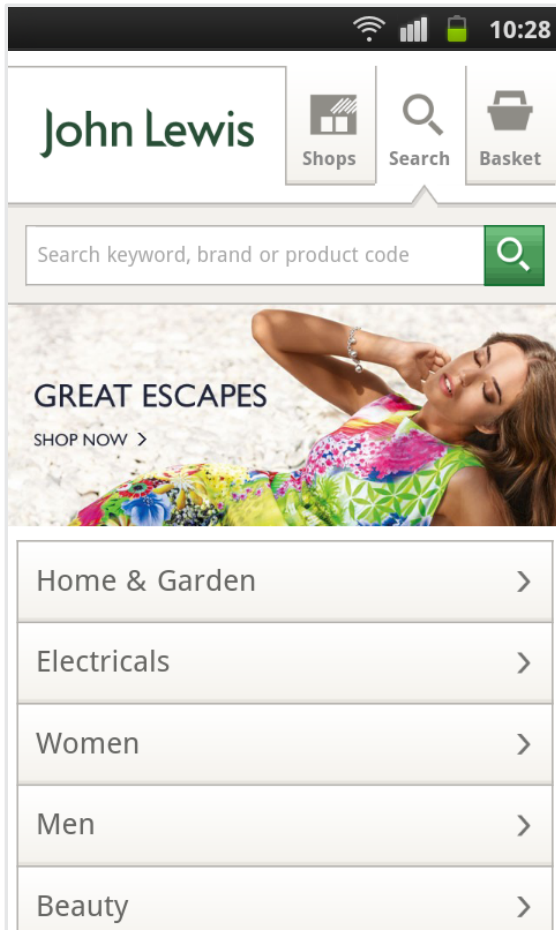 10:28
John Lewis
Shops
Search
Basket
Search keyword, brand or product code
GREAT ESCAPES
SHOP NOW >
Home & Garden
Electricals
Women
Men
Beauty